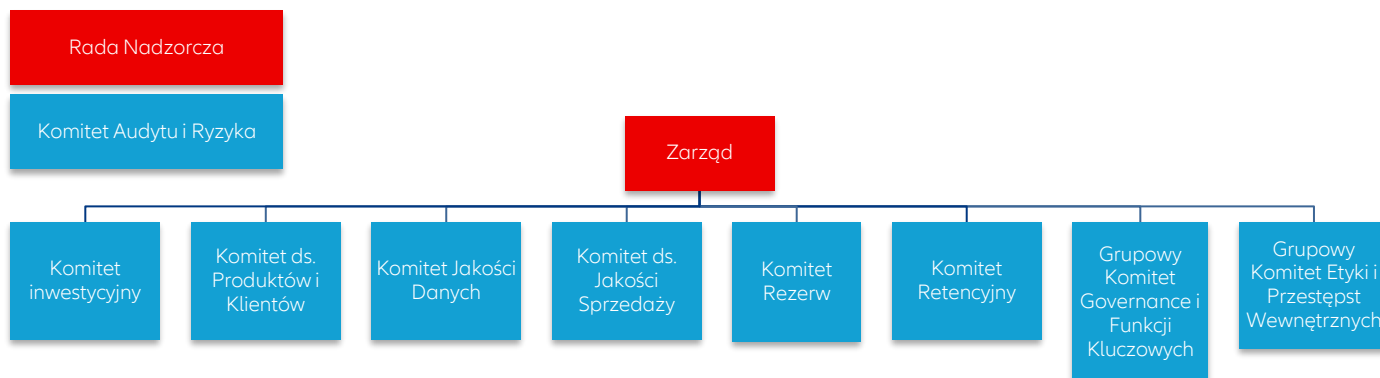 Rada Nadzorcza
Komitet Audytu i Ryzyka
Zarząd
Komitet
inwestycyjny
Komitet ds.
Produktów i
Klientów
Komitet Jakości
Danych
Komitet ds.
Jakości
Sprzedaży
Komitet
Rezerw
Komitet
Retencyjny
Grupowy
Komitet
Governance i
Funkcji
Kluczowych
Grupowy
Komitet Etyki i
Przestępst
Wewnętrznych